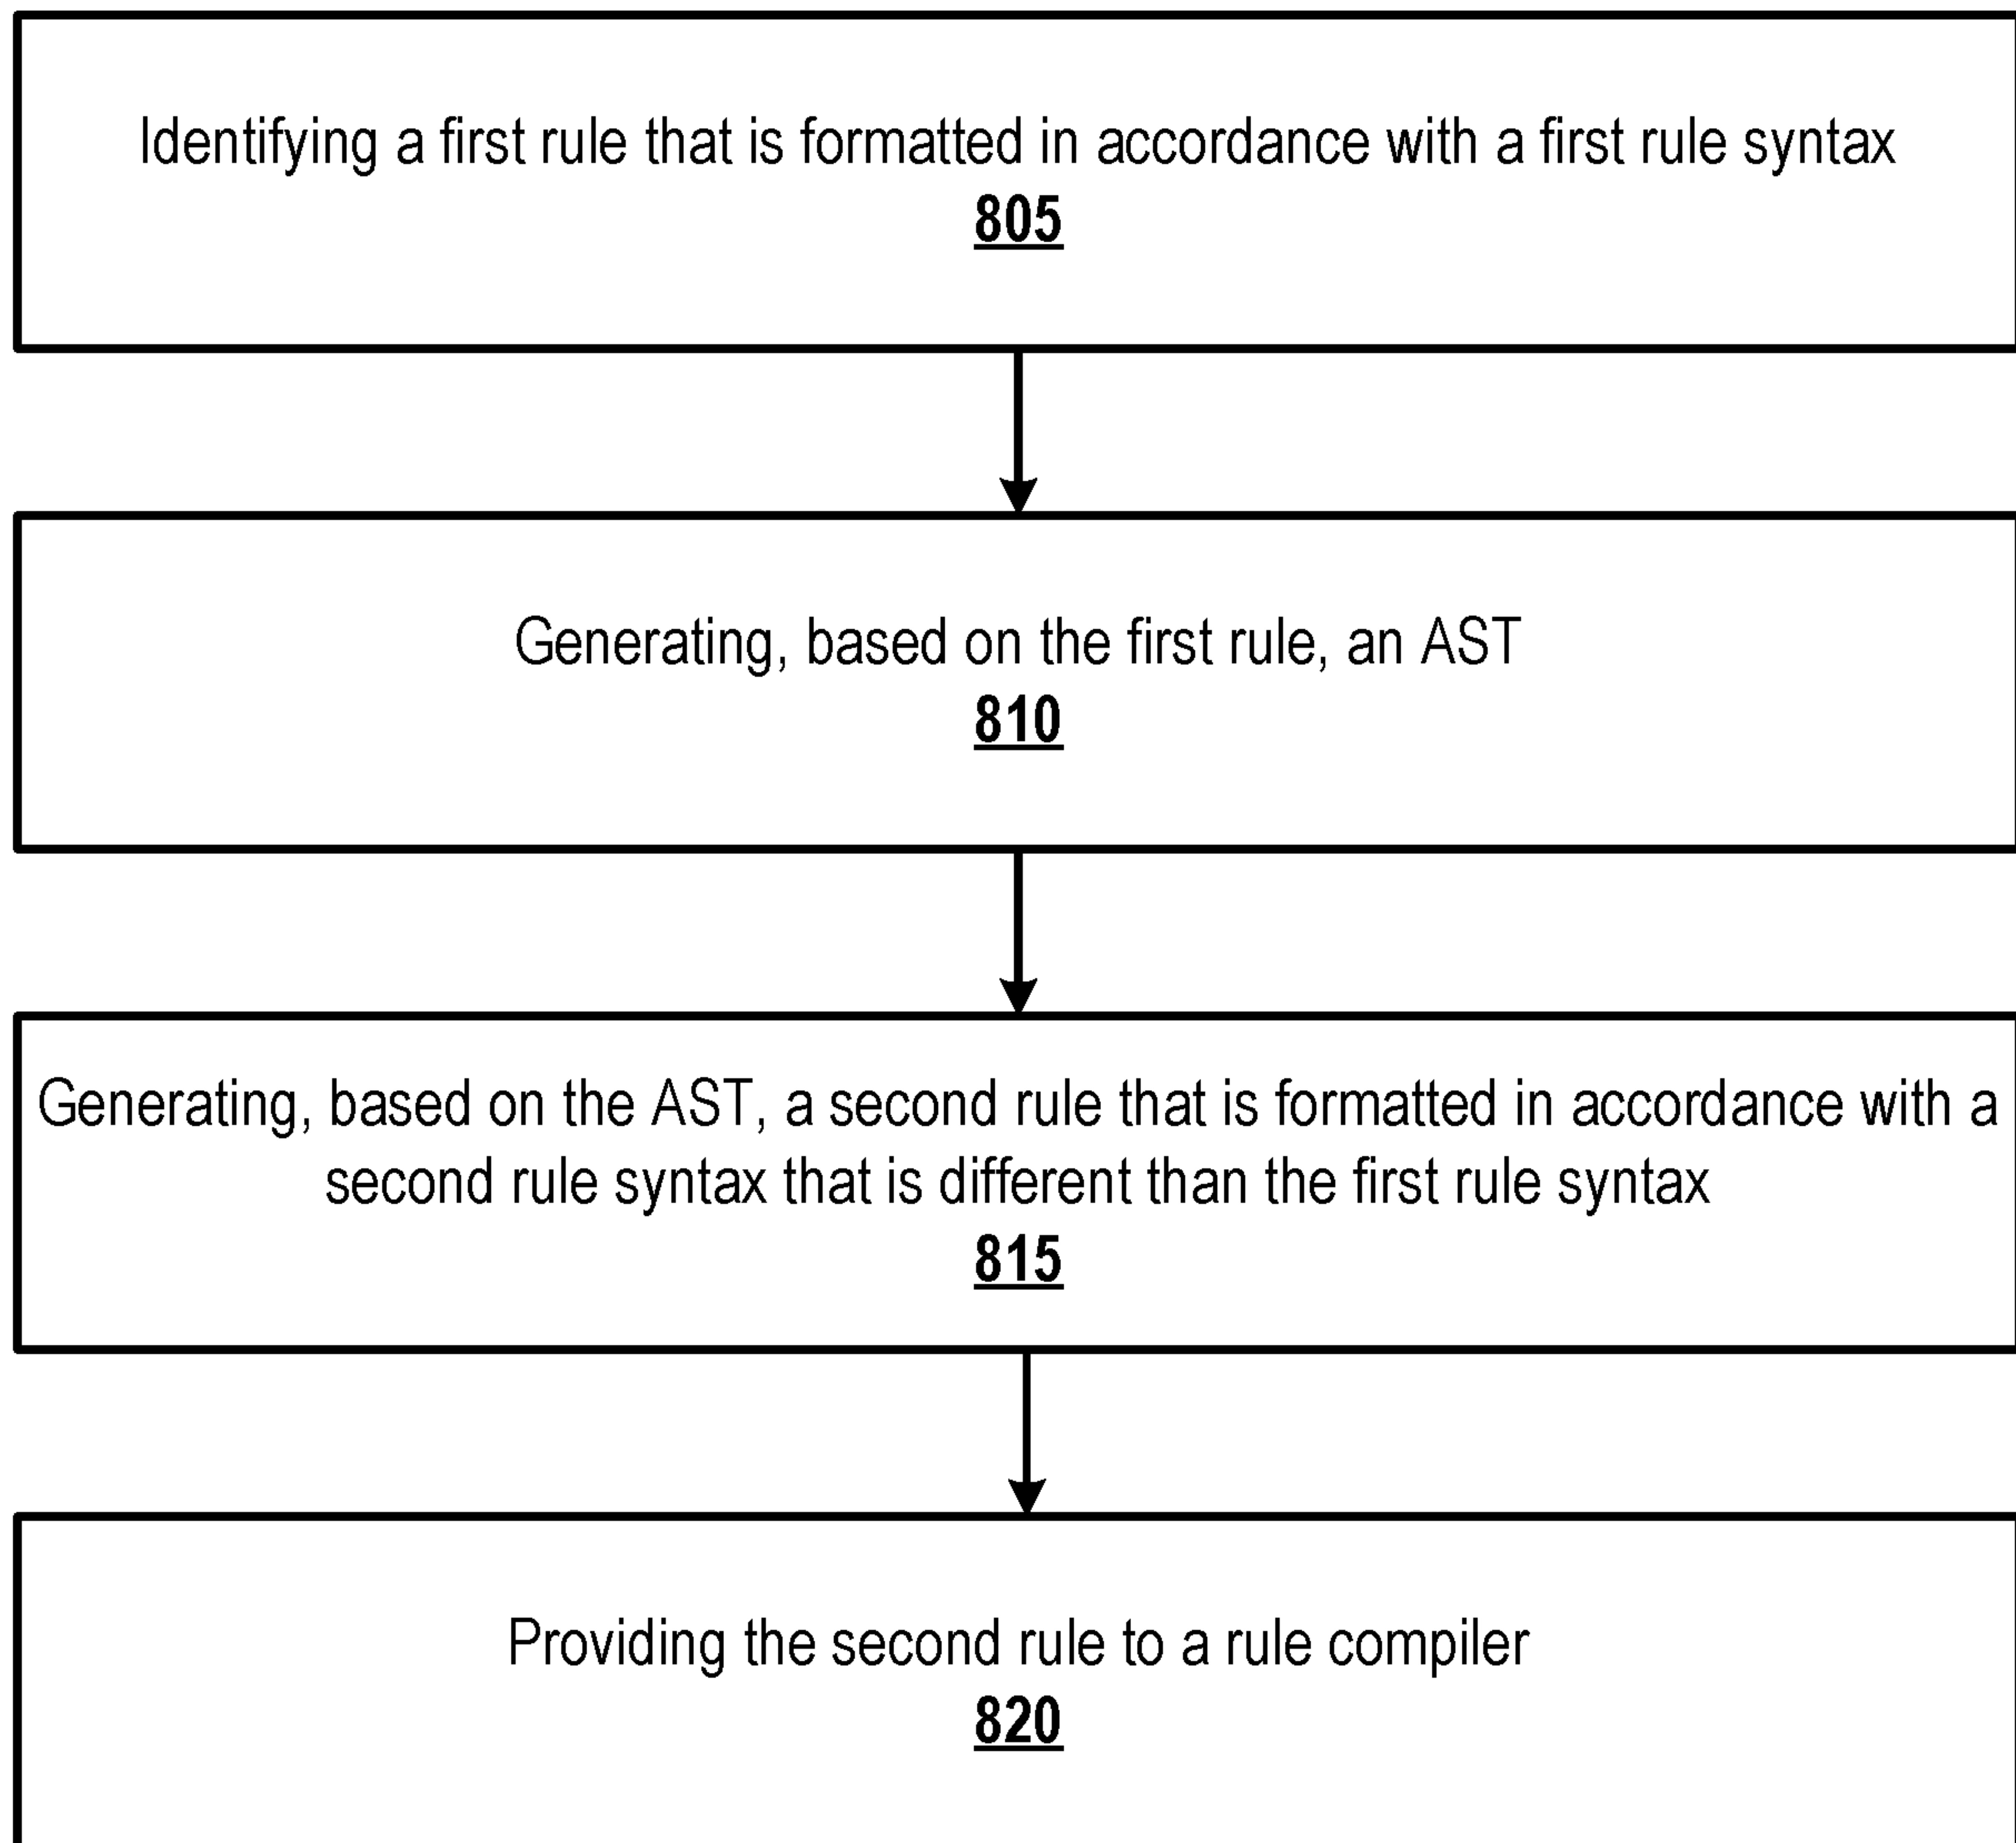 Identifying a first rule that is formatted in accordance with a first rule syntax
805
Generating, based on the first rule, an AST
810
Generating, based on the AST, a second rule that is formatted in accordance with a
second rule syntax that is different than the first rule syntax
815
Providing the second rule to a rule compiler
820